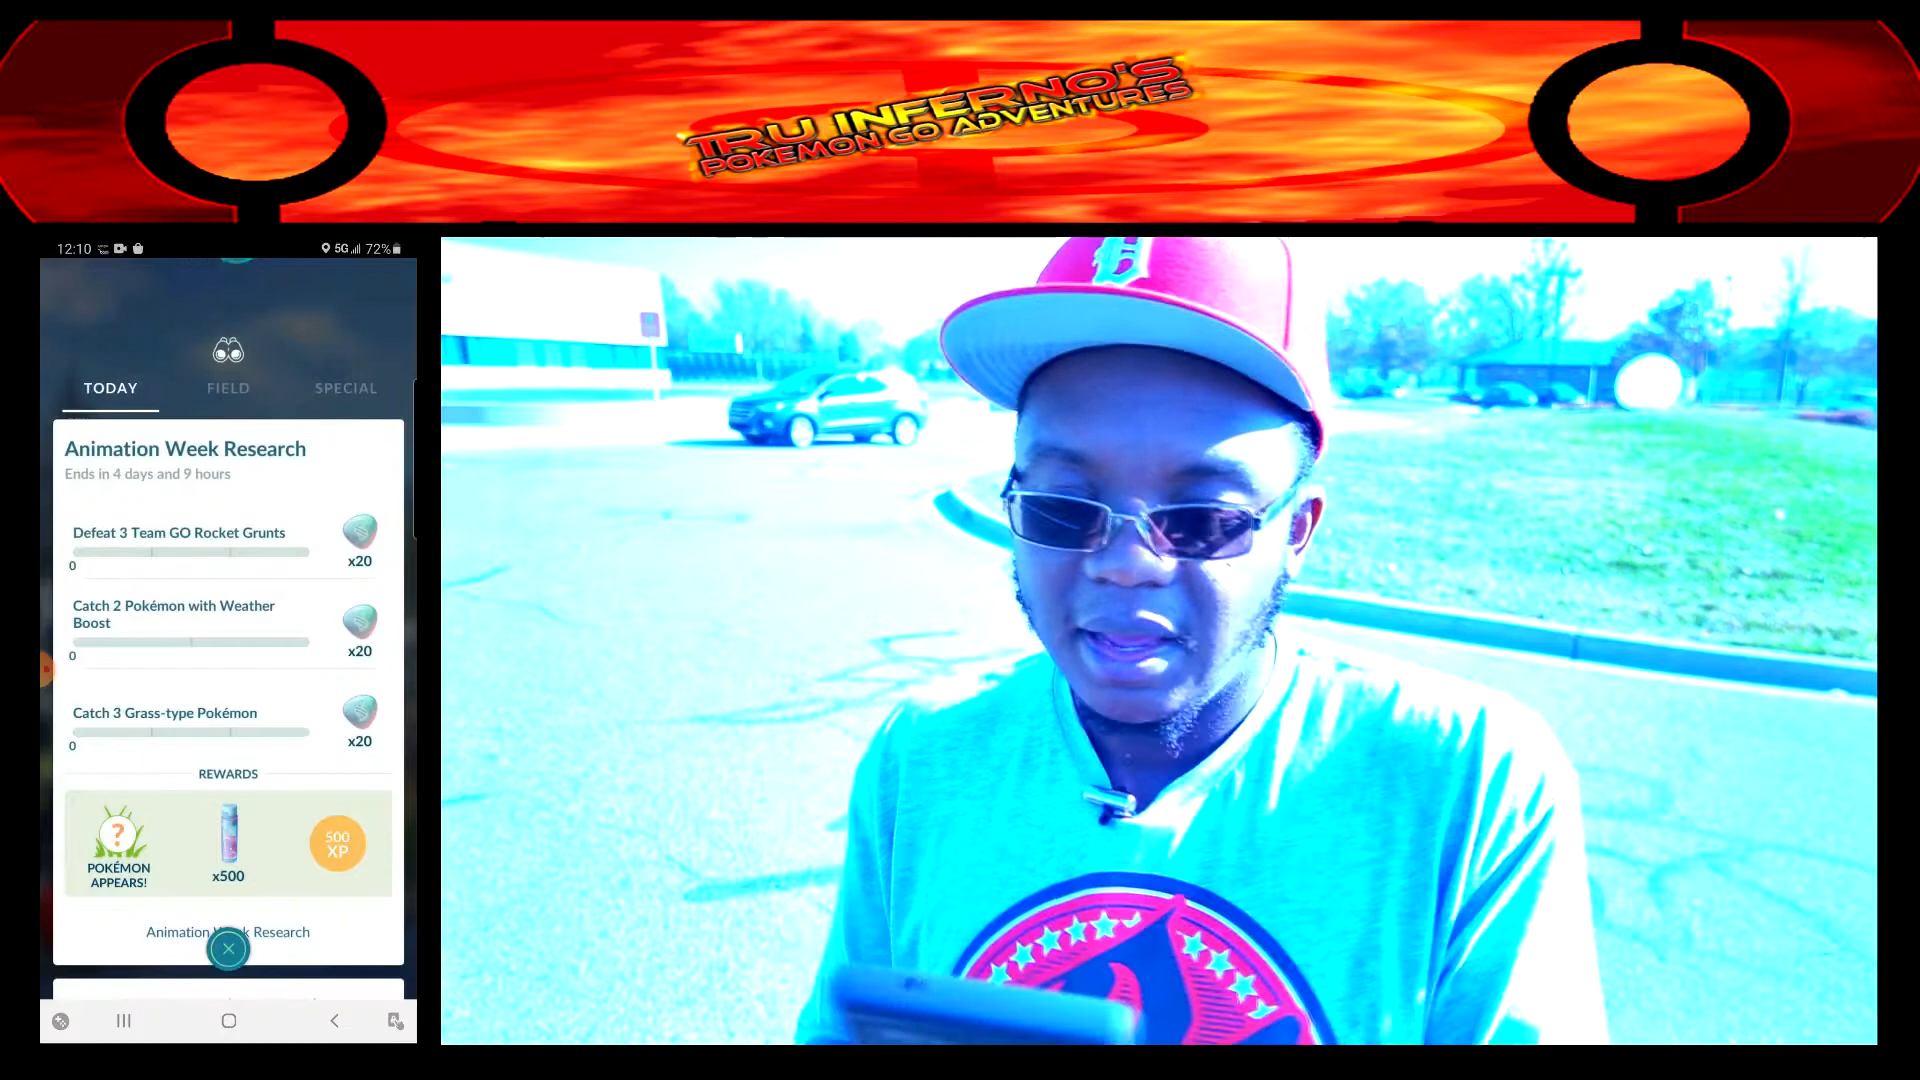 TRU INFERNO'S
POKEMON GO ADVENTURES
12:10
5G 72%
TODAY
FIELD
SPECIAL
Animation Week Research
Ends in 4 days and 9 hours
Defeat 3 Team GO Rocket Grunts
0
x20
Catch 2 Pokémon with Weather
Boost
0
x20
Catch 3 Grass-type Pokémon
0
x20
REWARDS
?
POKÉMON
APPEARS!
x500
500
XP
Animation Week Research